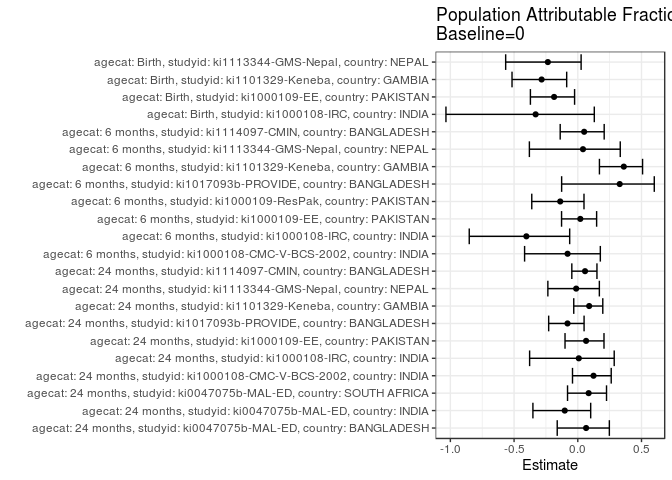 Population Attributable Fractio
Baseline=0
agecat: Birth, studyid: ki1113344-GMS-Nepal, country: NEPAL
agecat: Birth, studyid: ki1101329-Keneba, country: GAMBIA
agecat: Birth, studyid: ki1000109-EE, country: PAKISTAN
agecat: Birth, studyid: ki1000108-IRC, country: INDIA
agecat: 6 months, studyid: ki1114097-CMIN, country: BANGLADESH
agecat: 6 months, studyid: ki1113344-GMS-Nepal, country: NEPAL
agecat: 6 months, studyid: ki1101329-Keneba, country: GAMBIA
agecat: 6 months, studyid: ki1017093b-PROVIDE, country: BANGLADESH
agecat: 6 months, studyid: ki1000109-ResPak, country: PAKISTAN
agecat: 6 months, studyid: ki1000109-EE, country: PAKISTAN
agecat: 6 months, studyid: ki1000108-IRC, country: INDIA
agecat: 6 months, studyid: ki1000108-CMC-V-BCS-2002, country: INDIA
agecat: 24 months, studyid: ki1114097-CMIN, country: BANGLADESH
agecat: 24 months, studyid: ki1113344-GMS-Nepal, country: NEPAL
agecat: 24 months, studyid: ki1101329-Keneba, country: GAMBIA
agecat: 24 months, studyid: ki1017093b-PROVIDE, country: BANGLADESH
agecat: 24 months, studyid: ki1000109-EE, country: PAKISTAN
agecat: 24 months, studyid: ki1000108-IRC, country: INDIA
agecat: 24 months, studyid: ki1000108-CMC-V-BCS-2002, country: INDIA
agecat: 24 months, studyid: ki0047075b-MAL-ED, country: SOUTH AFRICA
agecat: 24 months, studyid: ki0047075b-MAL-ED, country: INDIA
agecat: 24 months, studyid: ki0047075b-MAL-ED, country: BANGLADESH
-1.0 -0.5 0.0 0.5
Estimate